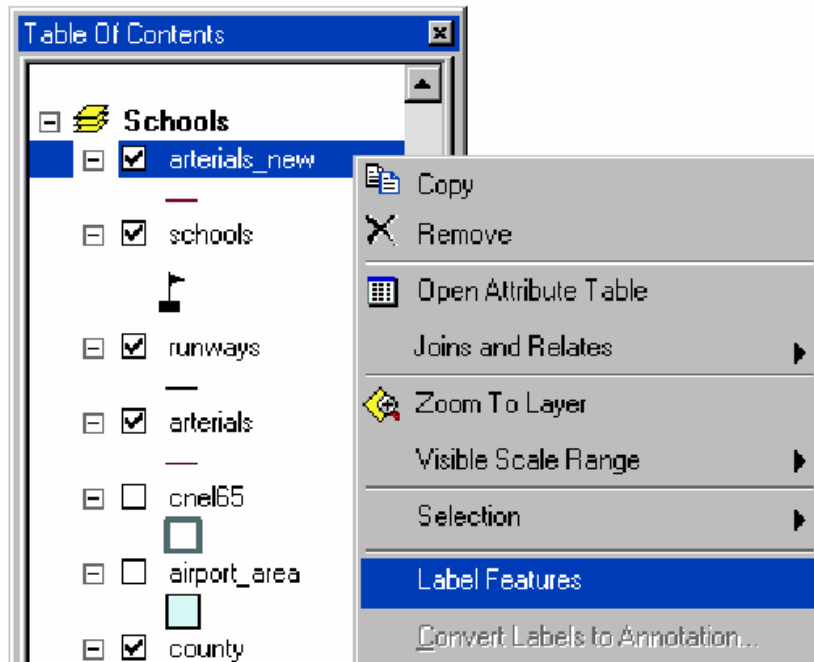 Table Of Contents
Schools
arterials_new
schools
runways
arterials
cnel65
airport_area
county
Copy
Remove
Open Attribute Table
Joins and Relates
Zoom To Layer
Visible Scale Range
Selection
Label Features
Convert Labels to Annotation...